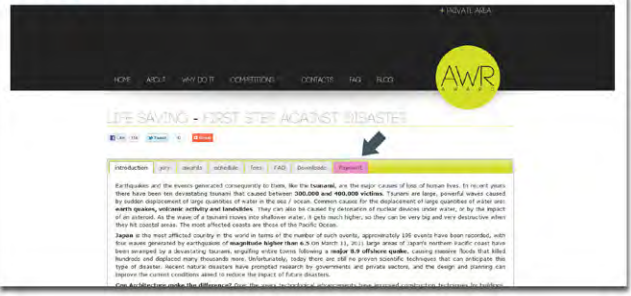 + PRIVATE AREA
HOME ABOUT WHY DO IT COMPETITIONS CONTACTS FAQ BLOG
AWR
LIFE SAVING - FIRST STEP AGAINST DISASTER
Tweet
introduction jury awards schedule fees FAQ Downloads
Earthquakes and the events generated consequently to them, like the tsunami, are the major causes of loss of human lives. In recent years
there have been ten devastating tsunami that caused between 300.000 and 400.000 victims. Tsunami are large, powerful waves caused
by sudden displacement of large quantities of water in the sea / ocean. Common causes for the displacement of large quantities of water are:
earth quakes, volcanic activity and landslides. They can also be caused by detonation of nuclear devices under water, or by the impact
of an asteroid. As the wave of a tsunami moves into shallower water, it gets much higher, so they can be very big and very destructive when
they hit coastal areas. The most affected coasts are those of the Pacific Ocean.
Japan is the most afflicted country in the world in terms of the number of such events, approximately 195 events have been recorded, with
four waves generated by earthquakes of magnitude higher than 6.5 On March 11, 2011 large areas of Japan's northern Pacific coast have
been ravaged by a devastating tsunami, engulfing entire towns following a major 8.9 offshore quake, causing massive floods that killed
hundreds and displaced many thousands more. Unfortunately, today there are still no proven scientific techniques that can anticipate this
type of disaster. Recent natural disasters have prompted research by governments and private sectors, and the design and planning can
improve the current conditions aimed to reduce the impact of future disasters.
Can Architecture make the difference? Over the years technological advancements have improved construction techniques by building